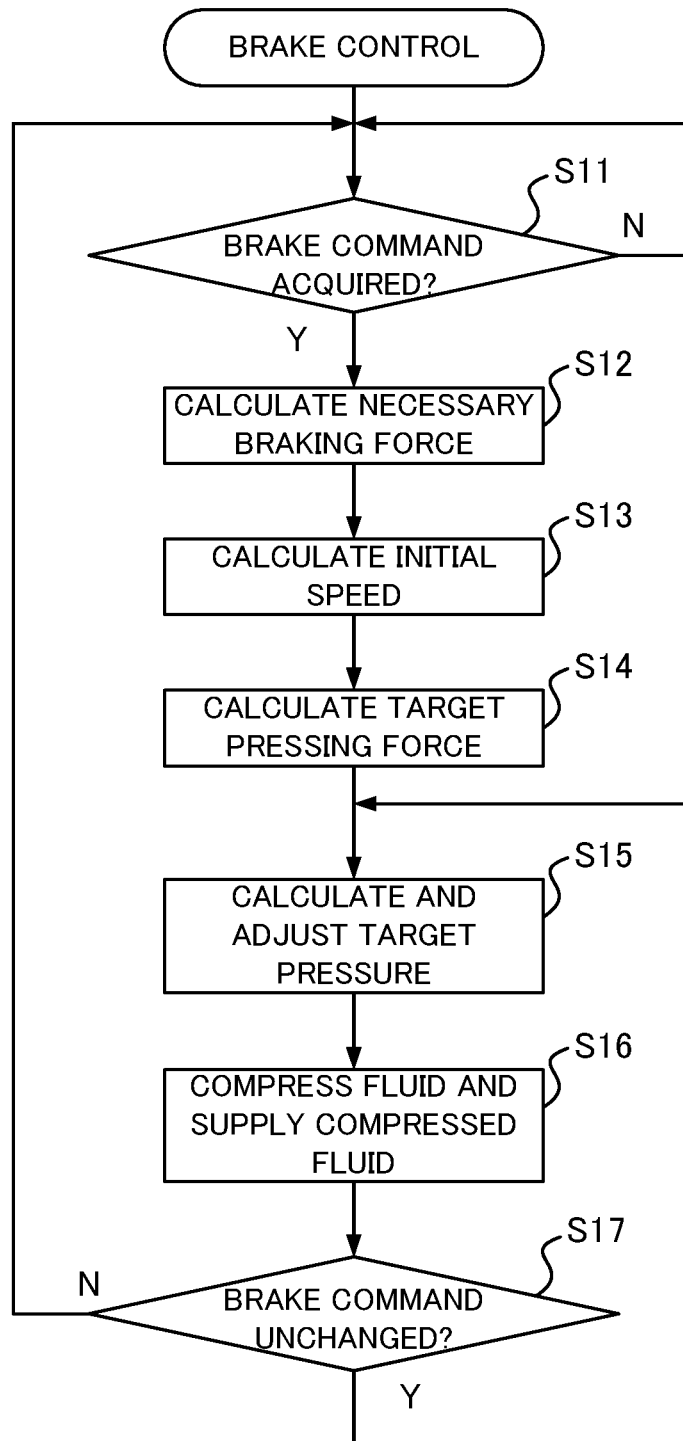 BRAKE CONTROL
S11
N
BRAKE COMMAND
ACQUIRED?
Y
S12
CALCULATE NECESSARY
BRAKING FORCE
S13
CALCULATE INITIAL
SPEED
S14
CALCULATE TARGET
PRESSING FORCE
S15
CALCULATE AND
ADJUST TARGET
PRESSURE
S16
COMPRESS FLUID AND
SUPPLY COMPRESSED
FLUID
S17
N
BRAKE COMMAND
UNCHANGED?
Y